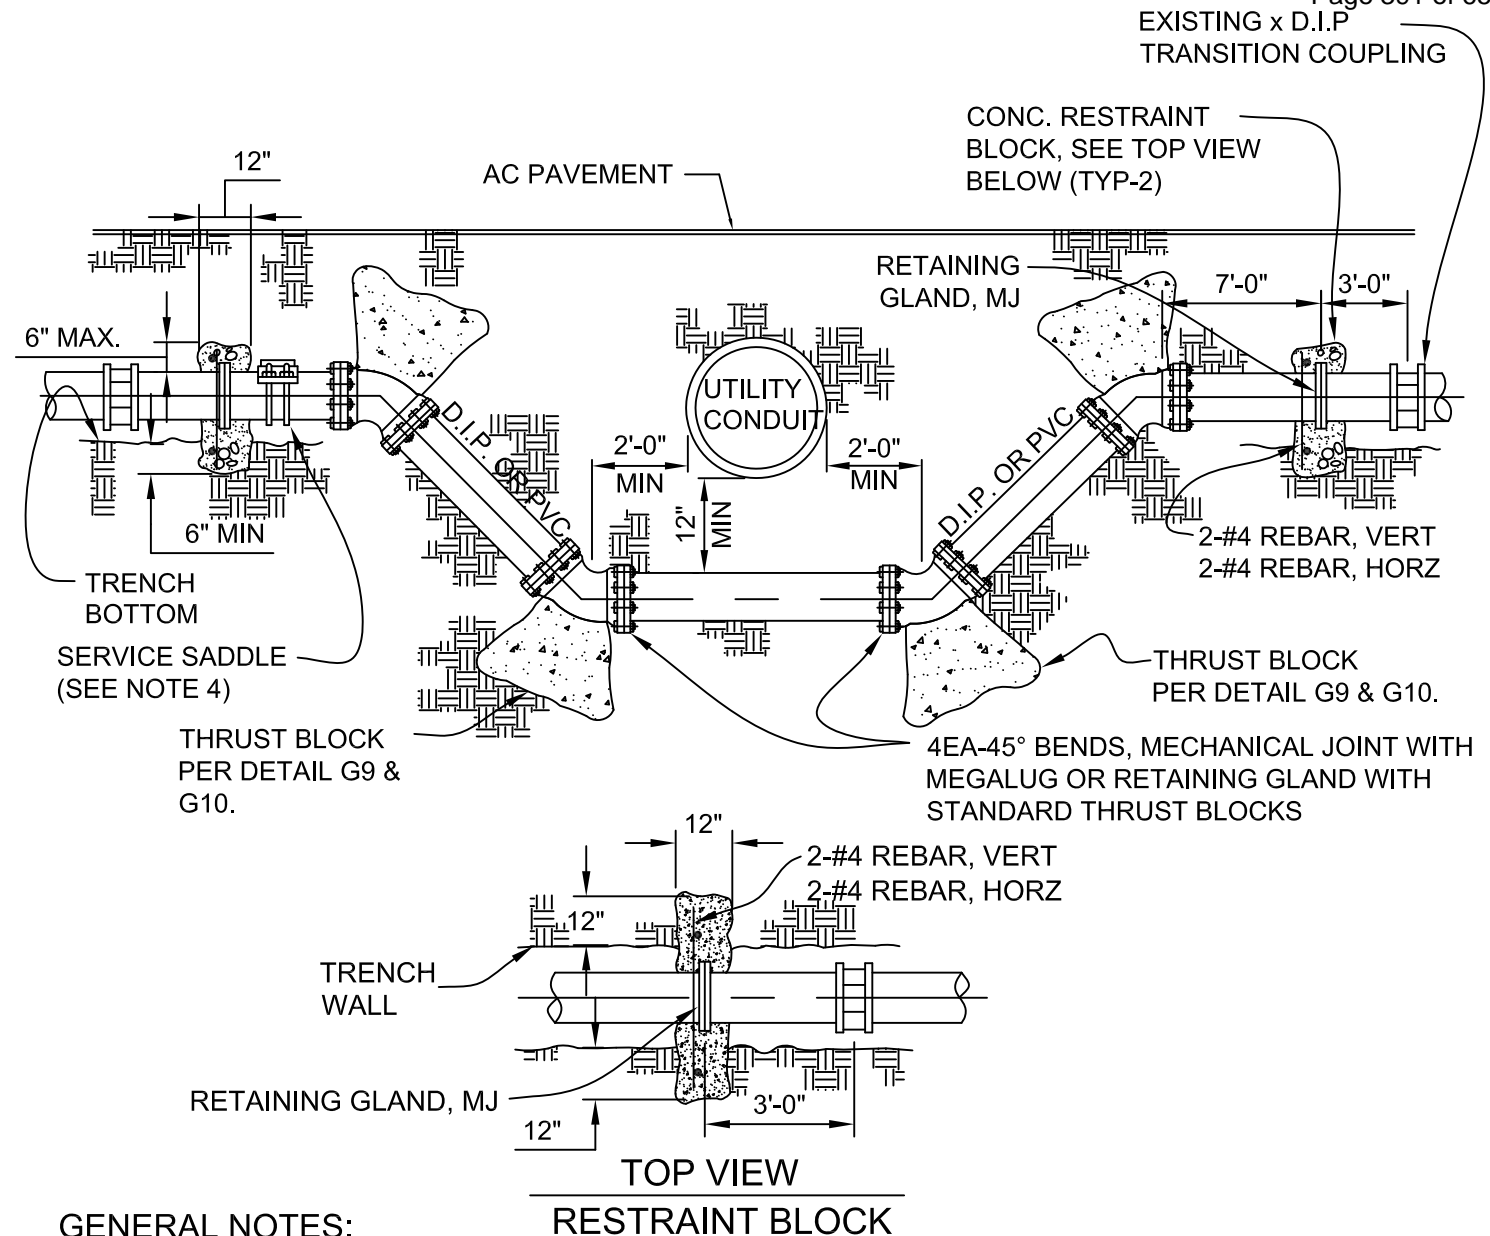 EXISTING x D.I.P
TRANSITION COUPLING
CONC. RESTRAINT
BLOCK, SEE TOP VIEW
BELOW (TYP-2)
12"
AC PAVEMENT
RETAINING
GLAND, MJ
7'-0"
3'-0"
6" MAX.
UTILITY
CONDUIT
D.I.P. OR PVC
2'-0"
MIN
2'-0"
MIN
D.I.P. OR PVC
12"
MIN
6" MIN
2-#4 REBAR, VERT
2-#4 REBAR, HORZ
TRENCH
BOTTOM
SERVICE SADDLE
(SEE NOTE 4)
THRUST BLOCK
PER DETAIL G9 & G10.
THRUST BLOCK
PER DETAIL G9 &
G10.
4EA-45° BENDS, MECHANICAL JOINT WITH
MEGALUG OR RETAINING GLAND WITH
STANDARD THRUST BLOCKS
12"
2-#4 REBAR, VERT
2-#4 REBAR, HORZ
12"
TRENCH
WALL
RETAINING GLAND, MJ
3'-0"
12"
TOP VIEW
RESTRAINT BLOCK
GENERAL NOTES: